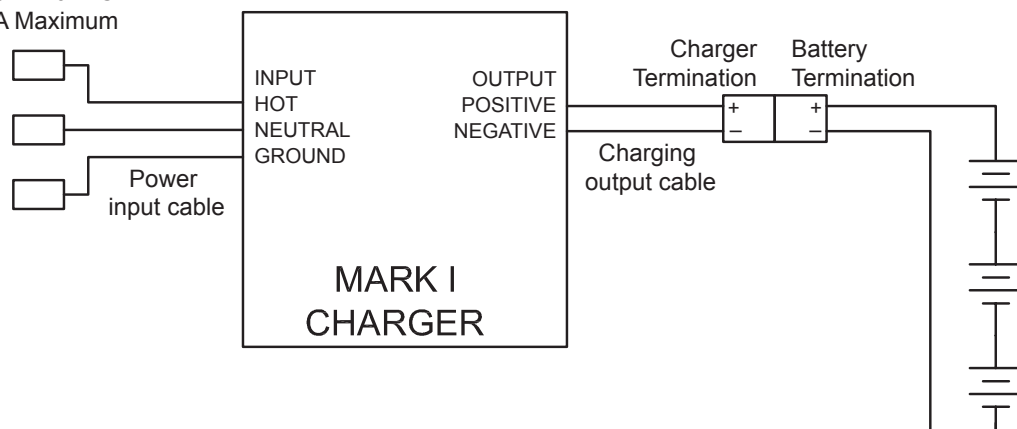 A Maximum
INPUT
HOT
NEUTRAL
GROUND
OUTPUT
POSITIVE
NEGATIVE
Power
input cable
MARK I
CHARGER
Charger
Termination
Battery
Termination
+
–
+
–
Charging
output cable